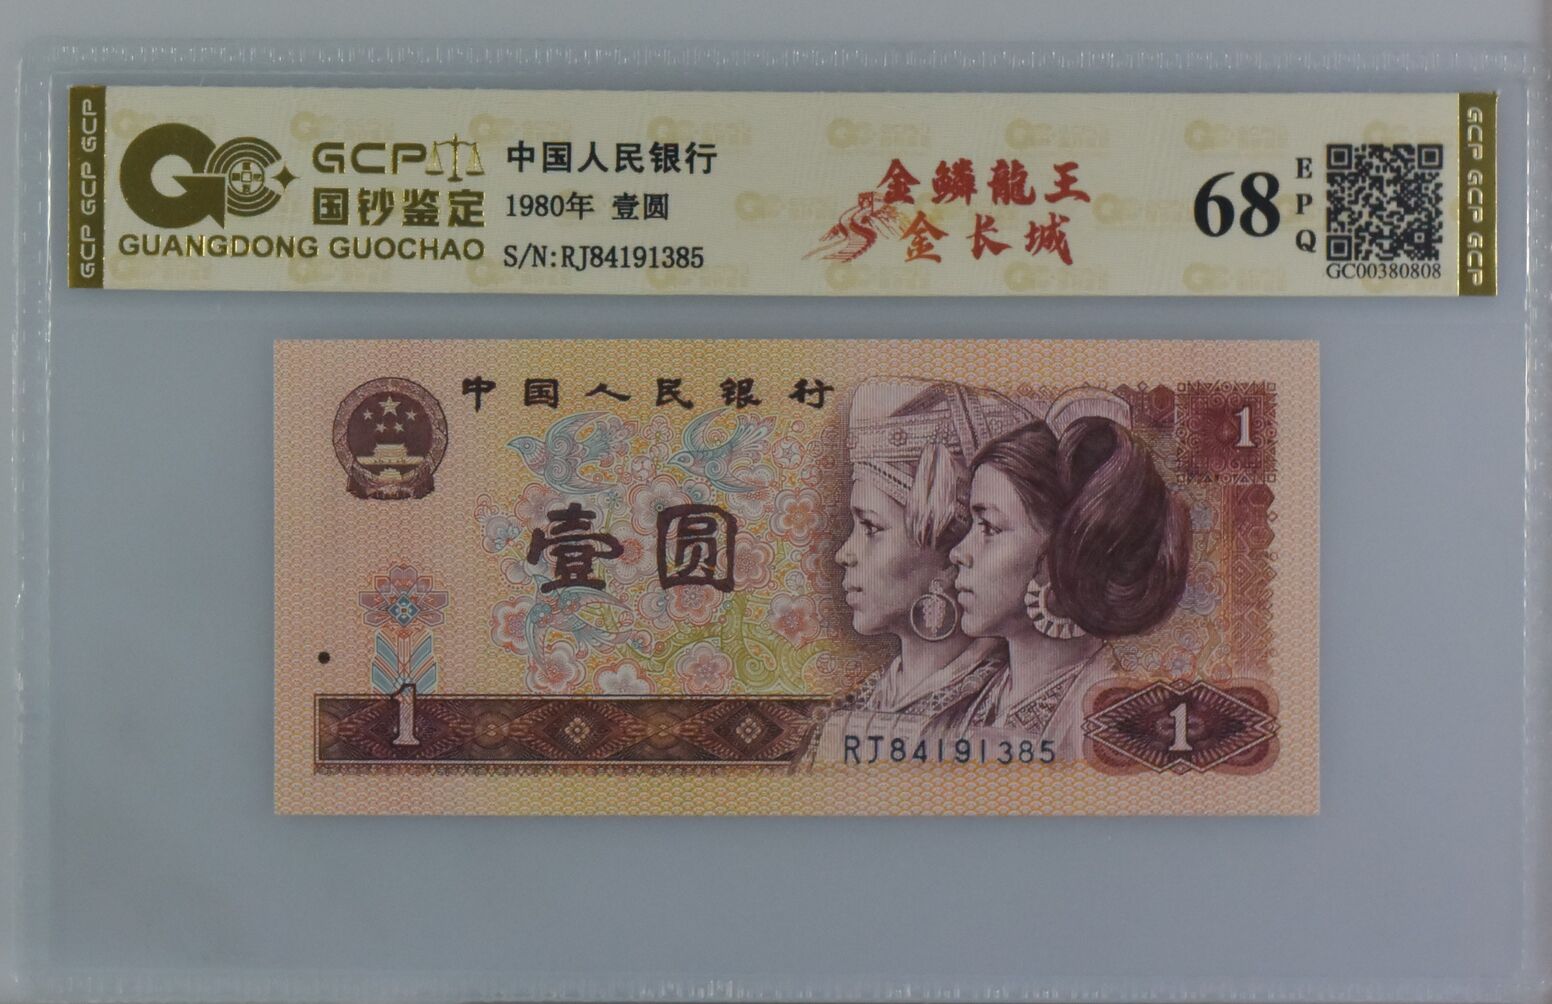 GCP GCP GCP
GCP
国钞鉴定
GUANGDONG GUOCHAO
中国人民银行
1980年 壹圆
S/N:RJ84191385
金鳞龍王
金长城
68
EPQ
GC00380808
GCP GCP GCP
中国人民银行
1
壹圆
1
1
RJ84191385